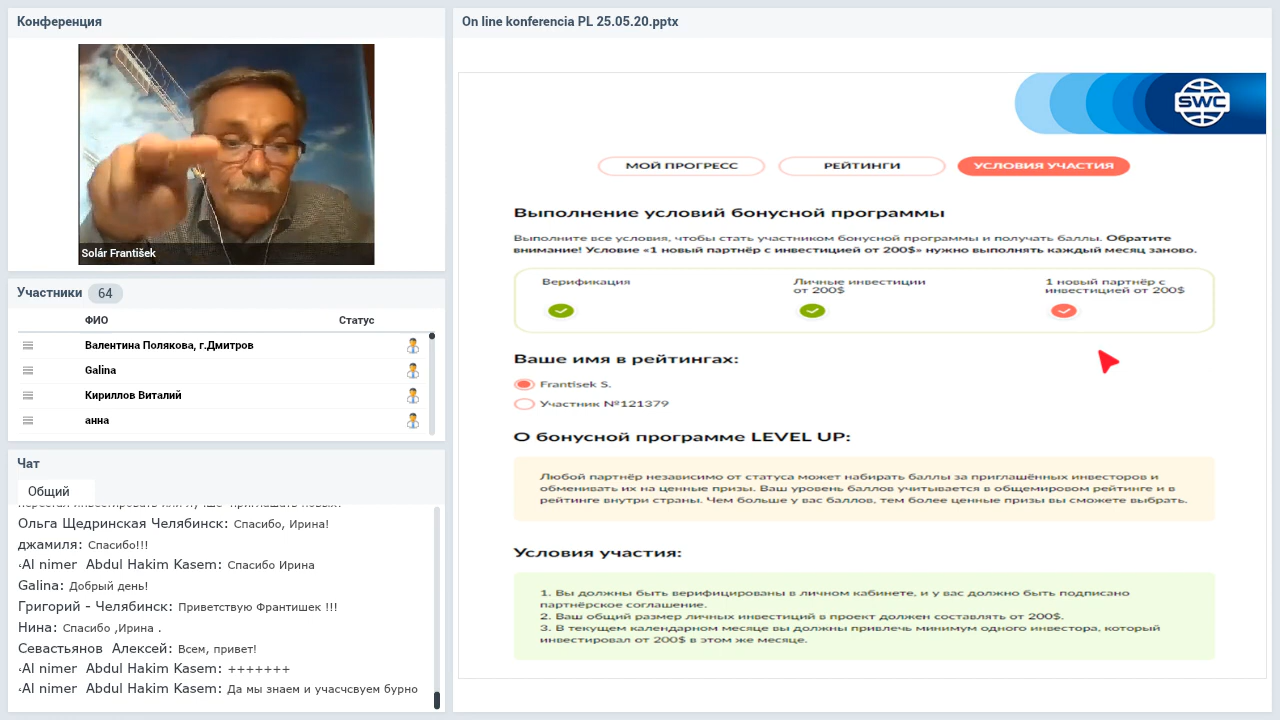 Конференция
Solár František
Участники 64
ФИО Статус
Валентина Полякова, г.Дмитров
Galina
Кириллов Виталий
анна
Чат
Общий
Ольга Щедринская Челябинск: Спасибо, Ирина!
джамиля: Спасибо!!!
Al nimer Abdul Hakim Kasem: Спасибо Ирина
Galina: Добрый день!
Григорий - Челябинск: Приветствую Франтишек !!!
Нина: Спасибо ,Ирина .
Севастьянов Алексей: Всем, привет!
Al nimer Abdul Hakim Kasem: +++++++
Al nimer Abdul Hakim Kasem: Да мы знаем и учасчсвуем бурно
On line konferencia PL 25.05.20.pptx
SWC
МОЙ ПРОГРЕСС РЕЙТИНГИ УСЛОВИЯ УЧАСТИЯ
Выполнение условий бонусной программы
Выполните все условия, чтобы стать участником бонусной программы и получать баллы. Обратите
внимание! Условие «1 новый партнёр с инвестицией от 200$» нужно выполнять каждый месяц заново.
Верификация
Личные инвестиции
от 200$
1 новый партнёр с
инвестицией от 200$
Ваше имя в рейтингах:
Frantisek S.
Участник №121379
О бонусной программе LEVEL UP:
Любой партнёр независимо от статуса может набирать баллы за приглашённых инвесторов и
обменивать их на ценные призы. Ваш уровень баллов учитывается в общемировом рейтинге и в
рейтинге внутри страны. Чем больше у вас баллов, тем более ценные призы вы сможете выбрать.
Условия участия:
1. Вы должны быть верифицированы в личном кабинете, и у вас должно быть подписано
партнёрское соглашение.
2. Ваш общий размер личных инвестиций в проект должен составлять от 200$.
3. В текущем календарном месяце вы должны привлечь минимум одного инвестора, который
инвестировал от 200$ в этом же месяце.